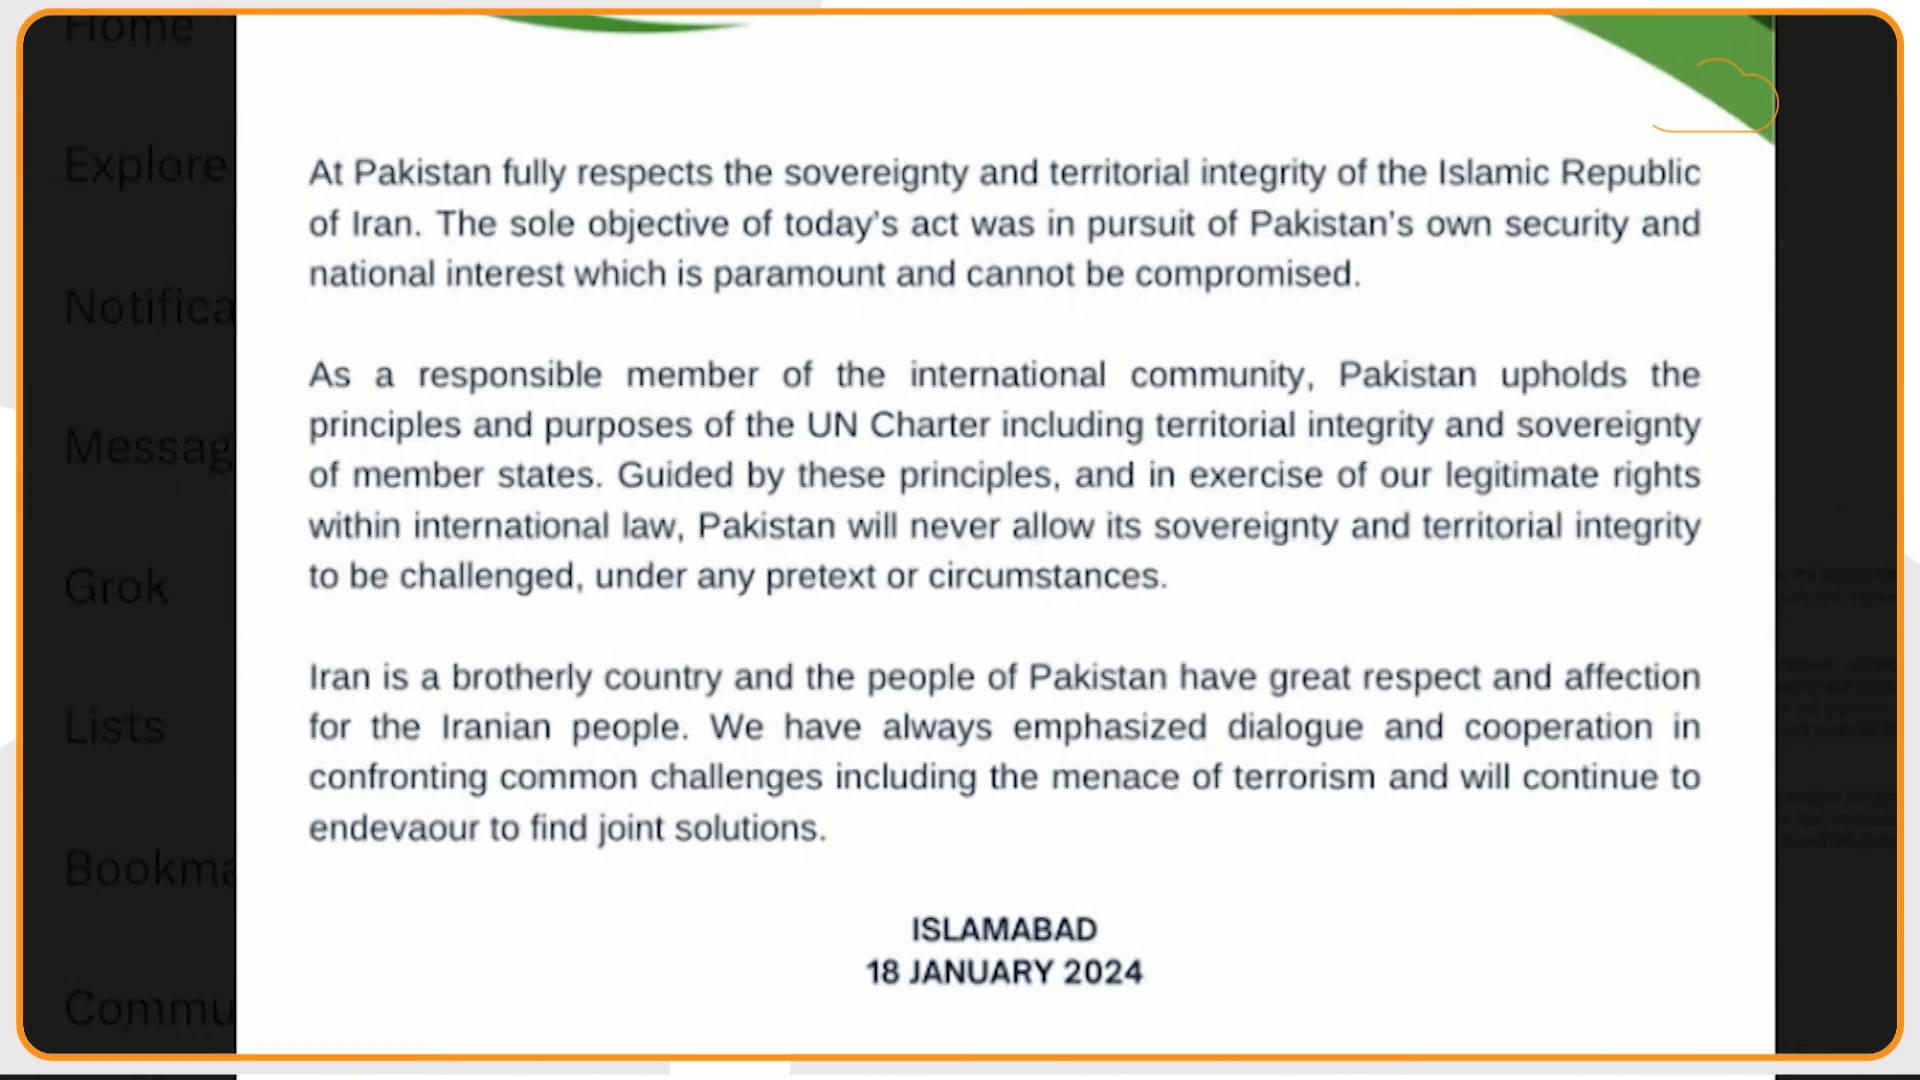 Home
Explore
Notifica
Messag
Grok
Lists
Bookma
Commu
At Pakistan fully respects the sovereignty and territorial integrity of the Islamic Republic
of Iran. The sole objective of today's act was in pursuit of Pakistan's own security and
national interest which is paramount and cannot be compromised.
As a responsible member of the international community, Pakistan upholds the
principles and purposes of the UN Charter including territorial integrity and sovereignty
of member states. Guided by these principles, and in exercise of our legitimate rights
within international law, Pakistan will never allow its sovereignty and territorial integrity
to be challenged, under any pretext or circumstances.
Iran is a brotherly country and the people of Pakistan have great respect and affection
for the Iranian people. We have always emphasized dialogue and cooperation in
confronting common challenges including the menace of terrorism and will continue to
endevaour to find joint solutions.
ISLAMABAD
18 JANUARY 2024